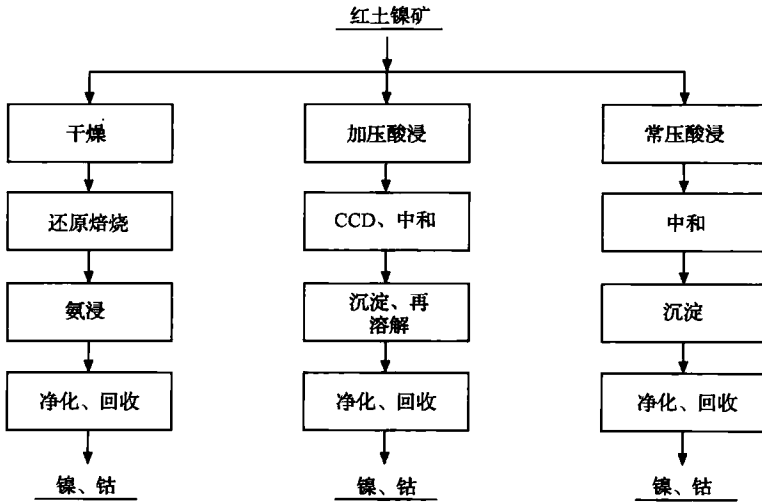 红土镍矿
干燥
加压酸浸
常压酸浸
还原焙烧
CCD、中和
中和
氨浸
沉淀、再
溶解
沉淀
净化、回收
净化、回收
净化、回收
镍、钴
镍、钴
镍、钴